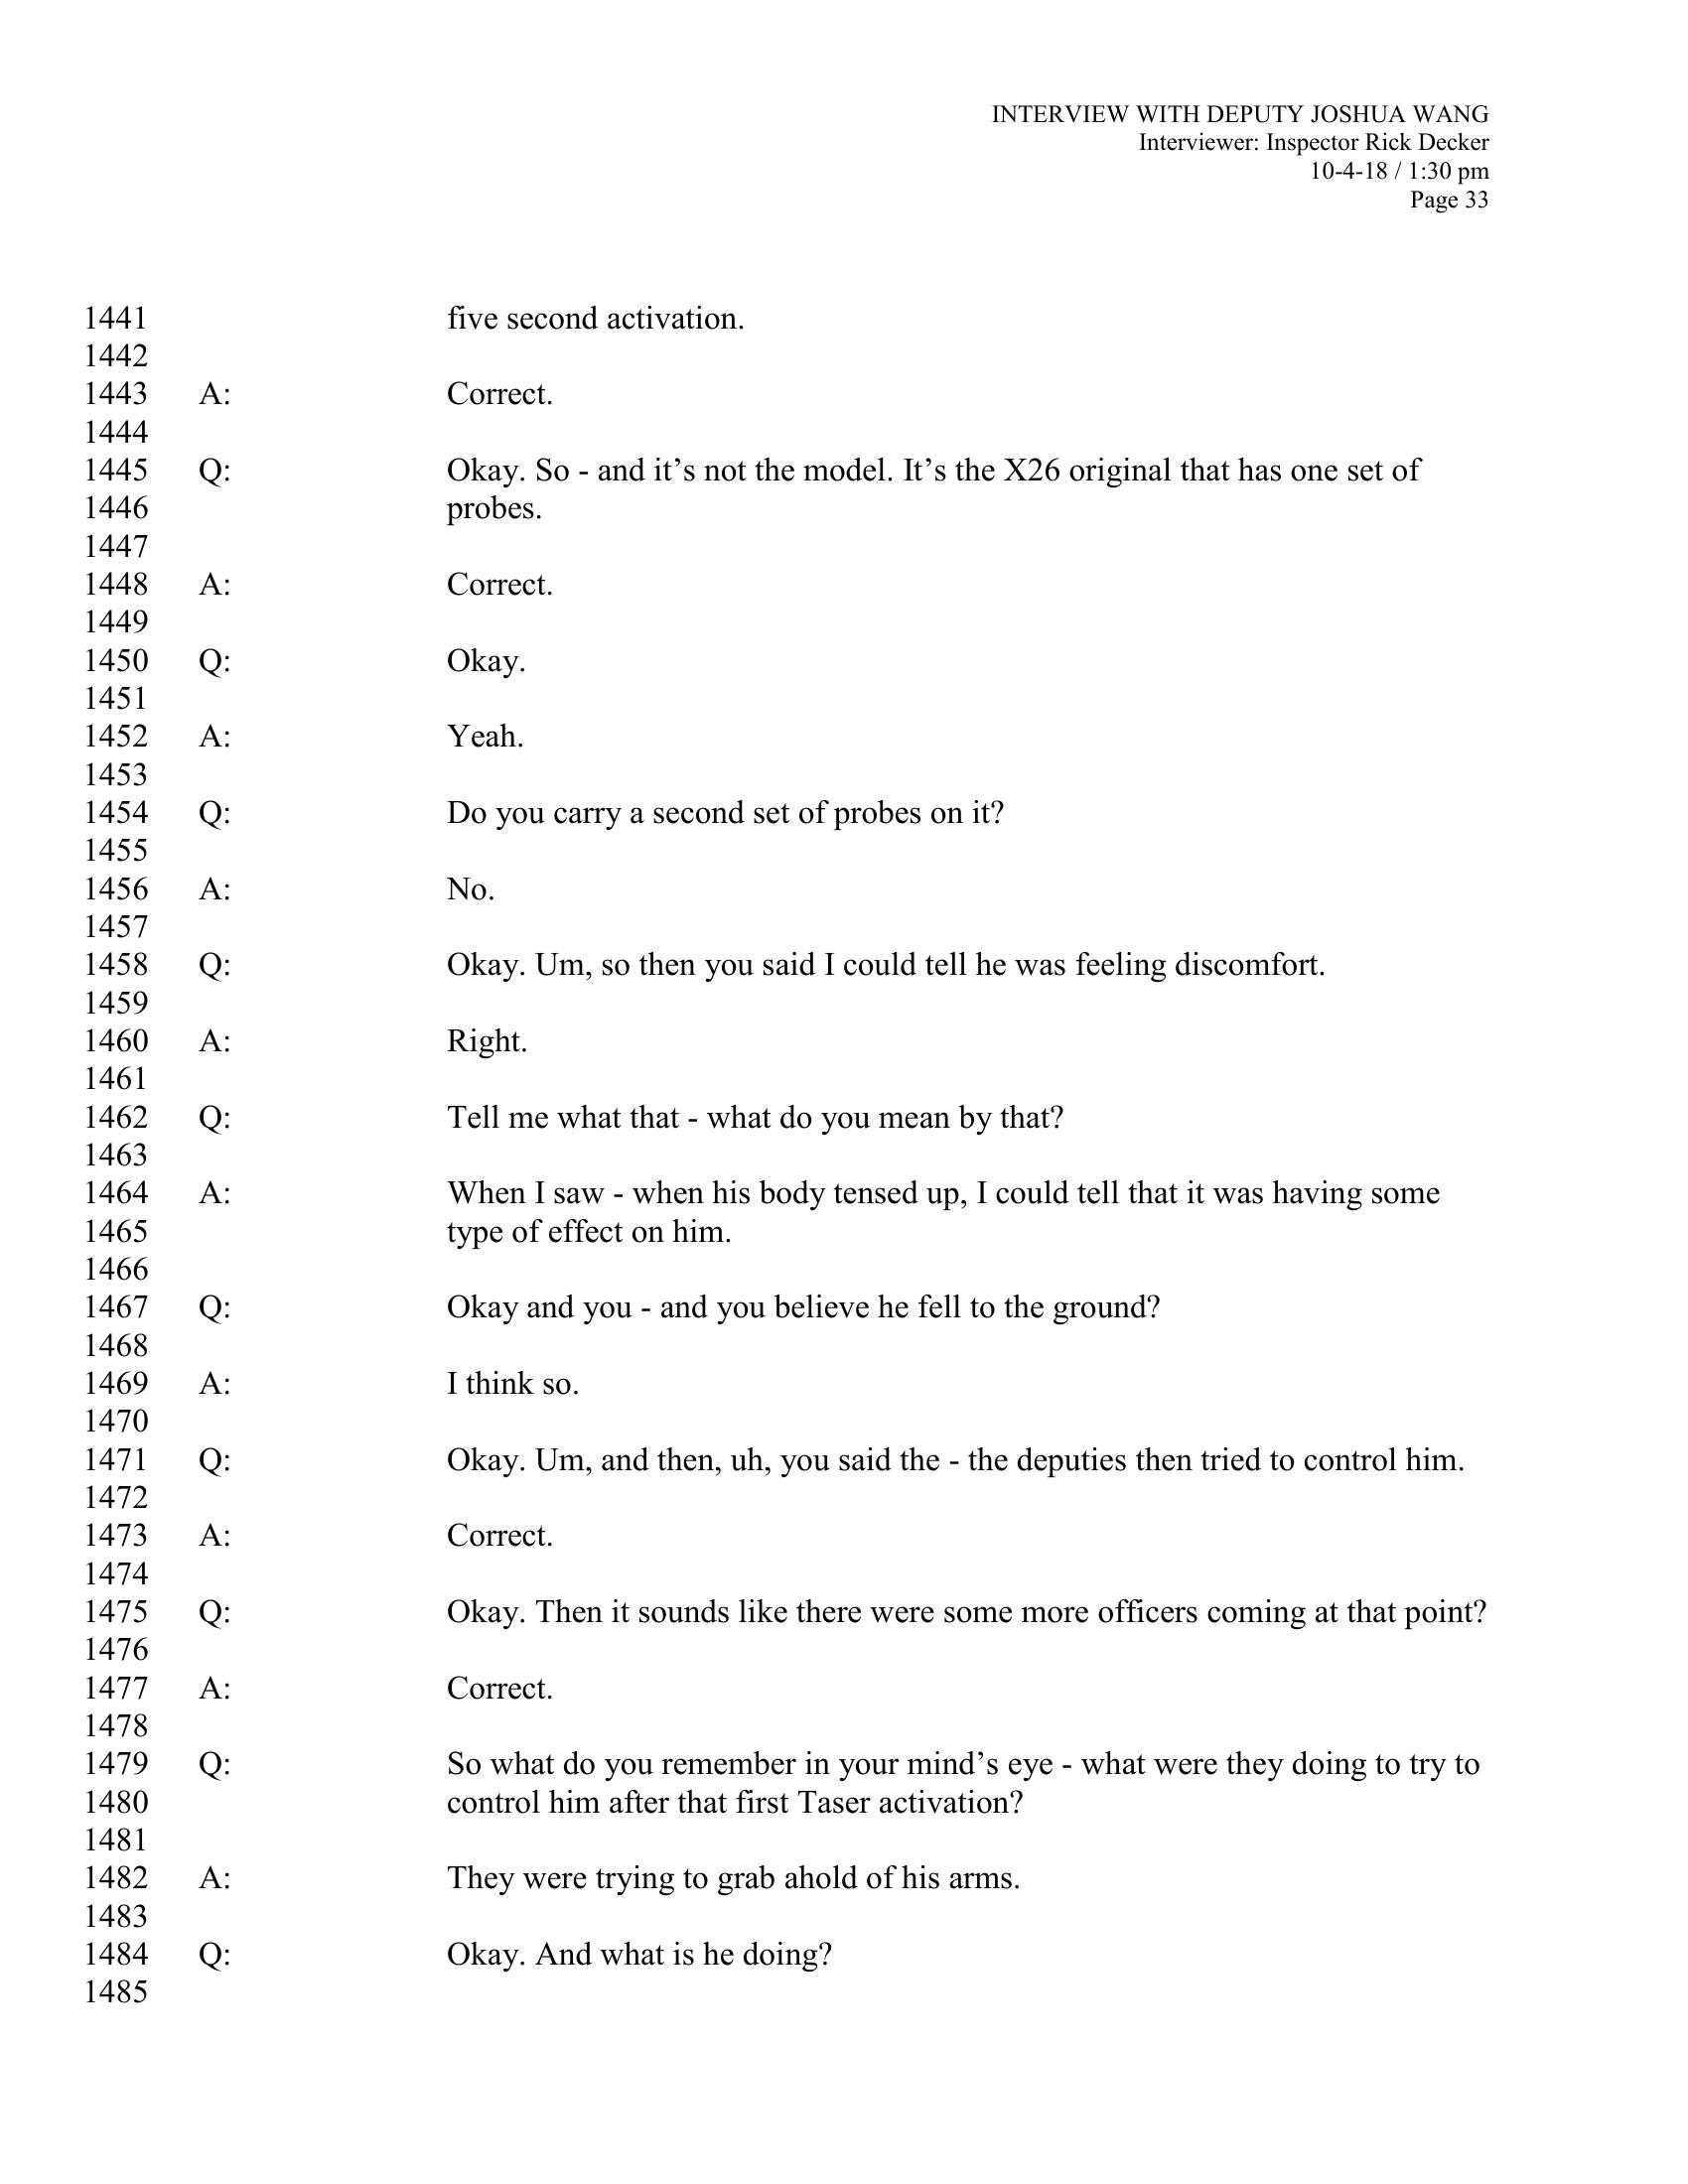 INTERVIEW WITH DEPUTY JOSHUA WANG
Interviewer: Inspector Rick Decker
10-4-18 / 1:30 pm
Page 33
1441 five second activation.
1442
1443 A: Correct.
1444
1445 Q: Okay. So - and it’s not the model. It’s the X26 original that has one set of
1446 probes.
1447
1448 A: Correct.
1449
1450 Q: Okay.
1451
1452 A: Yeah.
1453
1454 Q: Do you carry a second set of probes on it?
1455
1456 A: No.
1457
1458 Q: Okay. Um, so then you said I could tell he was feeling discomfort.
1459
1460 A: Right.
1461
1462 Q: Tell me what that - what do you mean by that?
1463
1464 A: When I saw - when his body tensed up, I could tell that it was having some
1465 type of effect on him.
1466
1467 Q: Okay and you - and you believe he fell to the ground?
1468
1469 A: I think so.
1470
1471 Q: Okay. Um, and then, uh, you said the - the deputies then tried to control him.
1472
1473 A: Correct.
1474
1475 Q: Okay. Then it sounds like there were some more officers coming at that point?
1476
1477 A: Correct.
1478
1479 Q: So what do you remember in your mind’s eye - what were they doing to try to
1480 control him after that first Taser activation?
1481
1482 A: They were trying to grab ahold of his arms.
1483
1484 Q: Okay. And what is he doing?
1485